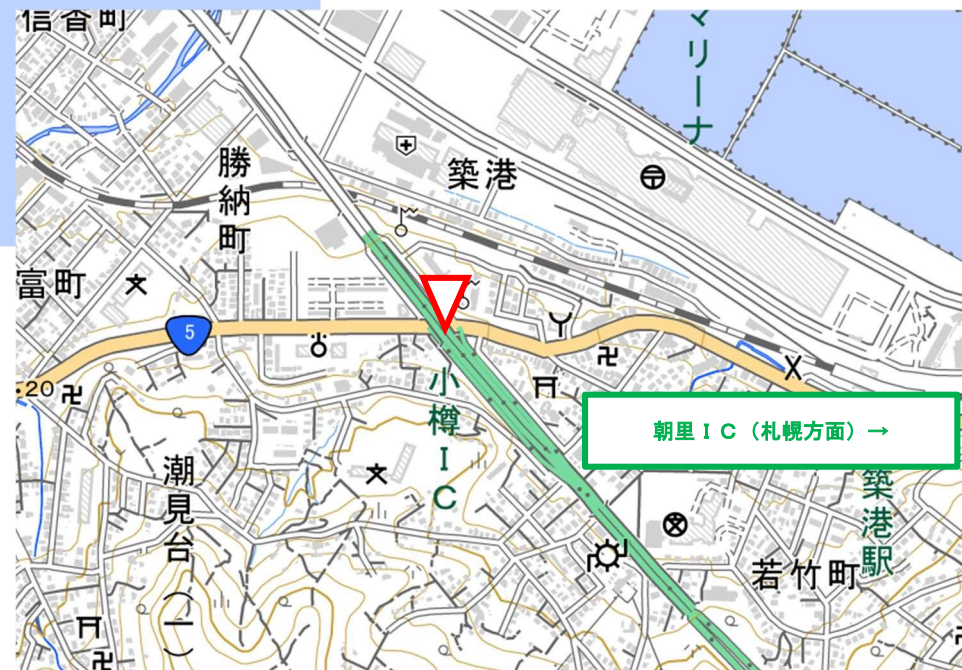 信香町
マリーナ
築港
勝納町
富町
5
20
小樽IC
朝里IC(札幌方面)→
潮見台(一)
築港駅
若竹町